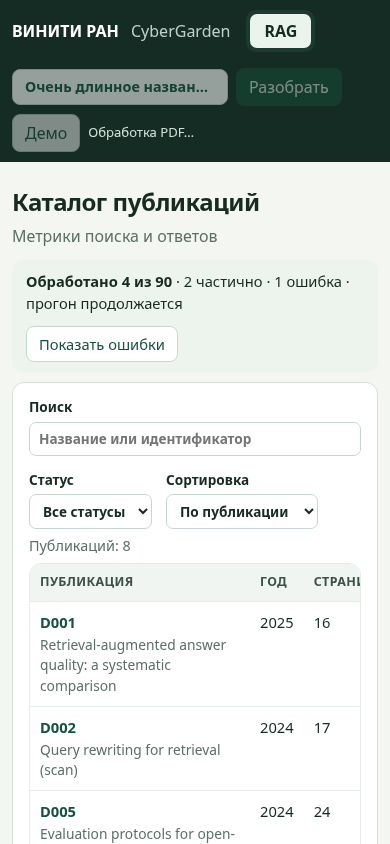 ВИНИТИ РАН CyberGarden RAG
Очень длинное назван... Разобрать
Демо Обработка PDF...
Каталог публикаций
Метрики поиска и ответов
Обработано 4 из 90 · 2 частично · 1 ошибка ·
прогон продолжается
Показать ошибки
Поиск
Название или идентификатор
Статус Сортировка
Все статусы По публикации
Публикаций: 8
ПУБЛИКАЦИЯ ГОД СТРАНИ
D001 2025 16
Retrieval-augmented answer
quality: a systematic
comparison
D002 2024 17
Query rewriting for retrieval
(scan)
D005 2024 24
Evaluation protocols for open-